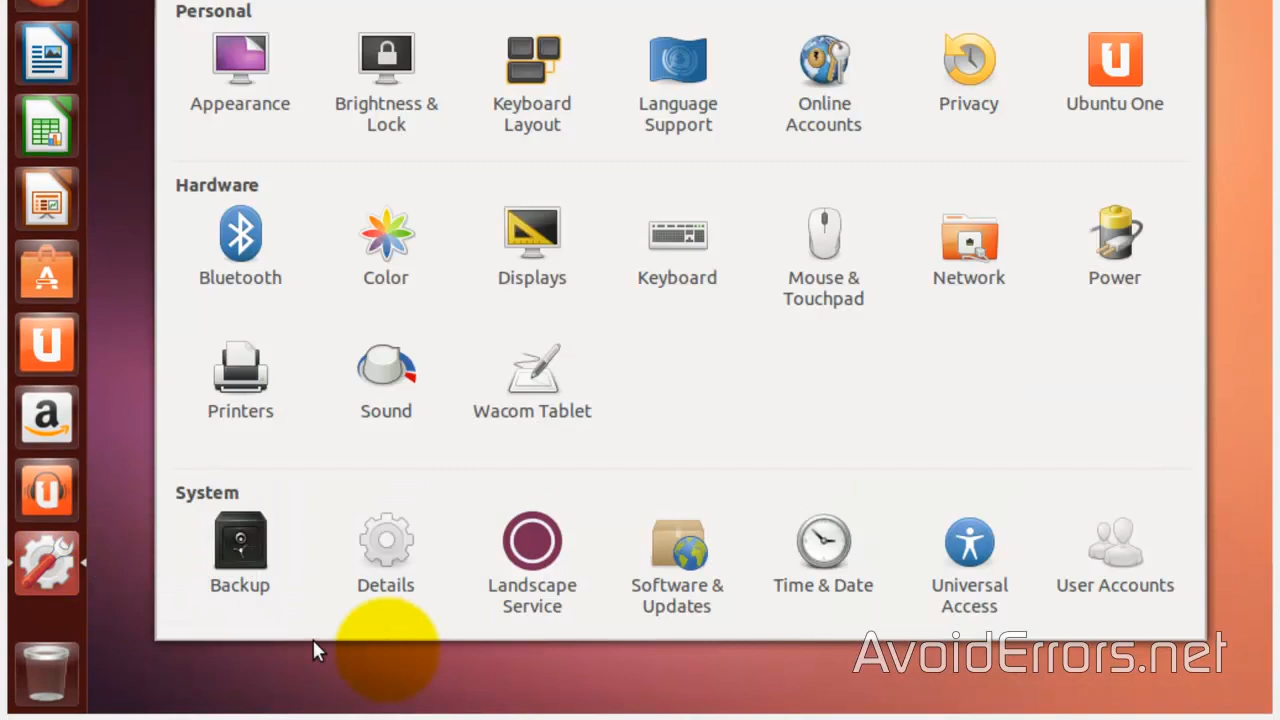 Personal
Appearance
Brightness &
Lock
Keyboard
Layout
Language
Support
Online
Accounts
Privacy
Ubuntu One
Hardware
Bluetooth
Color
Displays
Keyboard
Mouse &
Touchpad
Network
Power
Printers
Sound
Wacom Tablet
System
Backup
Details
Landscape
Service
Software &
Updates
Time & Date
Universal
Access
User Accounts
AvoidErrors.net